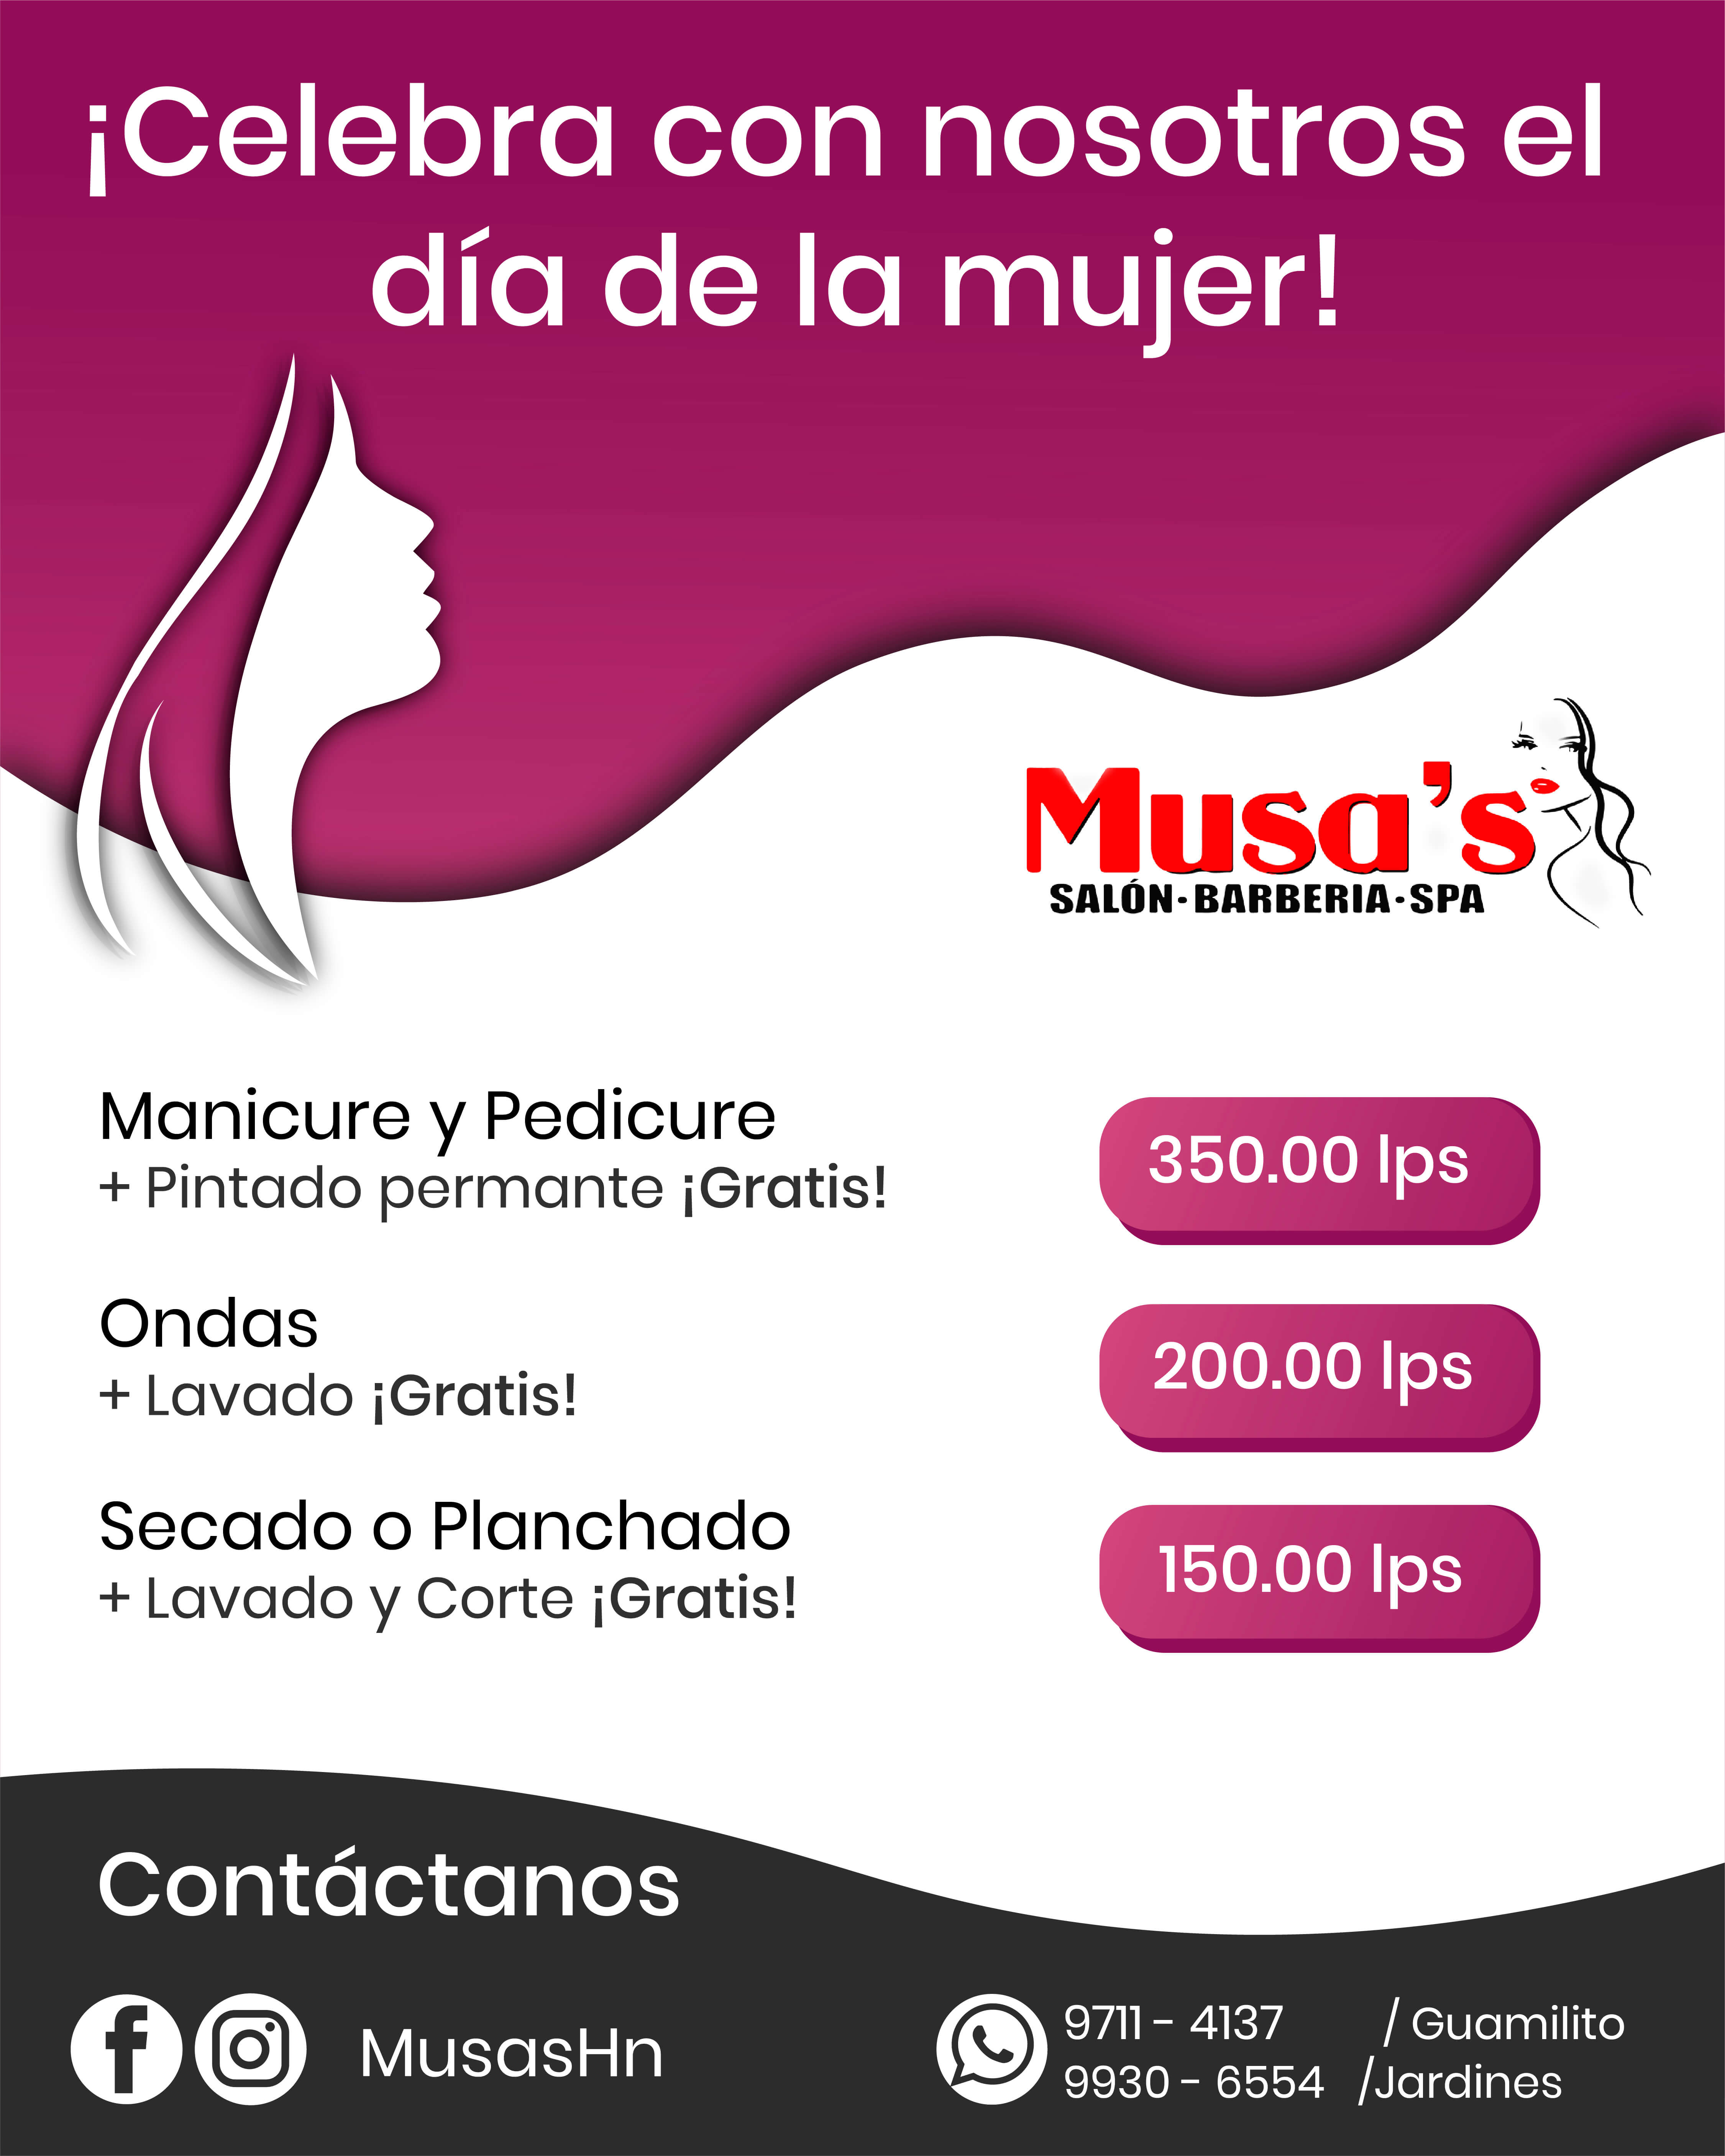 ¡Celebra con nosotros el
día de la mujer!
Musa's
SALÓN·BARBERIA·SPA
Manicure y Pedicure
+ Pintado permante ¡Gratis!
350.00 lps
Ondas
+ Lavado ¡Gratis!
200.00 lps
Secado o Planchado
+ Lavado y Corte ¡Gratis!
150.00 lps
Contáctanos
MusasHn
9711 - 4137 / Guamilito
9930 - 6554 /Jardines